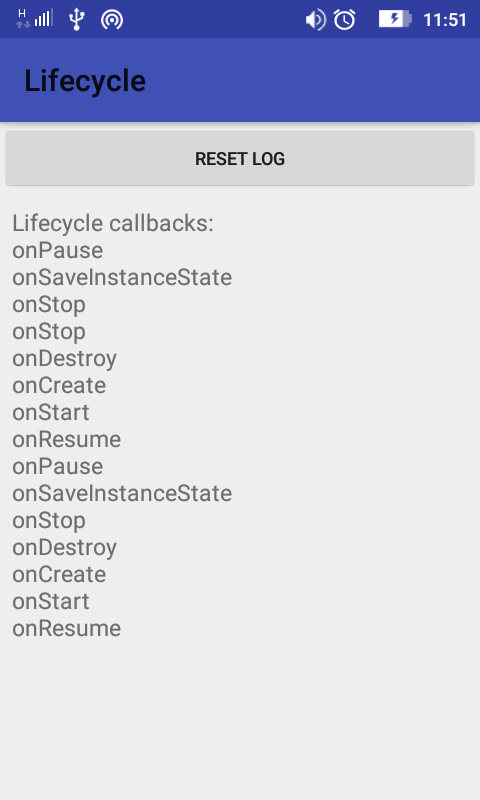 H
11:51
Lifecycle
RESET LOG
Lifecycle callbacks:
onPause
onSaveInstanceState
onStop
onStop
onDestroy
onCreate
onStart
onResume
onPause
onSaveInstanceState
onStop
onDestroy
onCreate
onStart
onResume